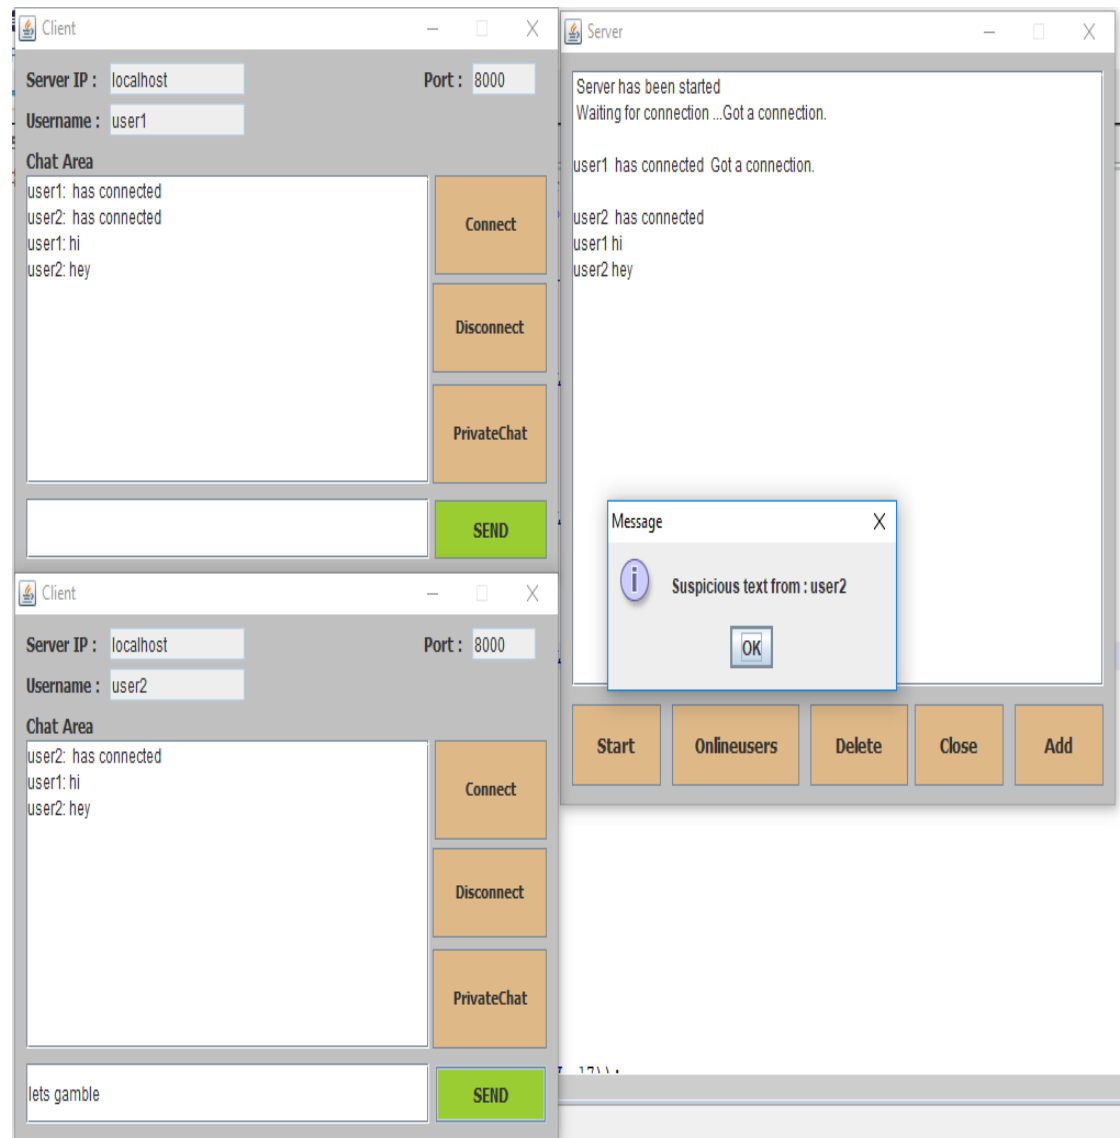 Client
Server IP : localhost Port : 8000
Username : user1
Chat Area
user1: has connected
user2: has connected
user1: hi
user2: hey
Connect
Disconnect
PrivateChat
SEND
Client
Server IP : localhost Port : 8000
Username : user2
Chat Area
user2: has connected
user1: hi
user2: hey
Connect
Disconnect
PrivateChat
lets gamble
SEND
Server
Server has been started
Waiting for connection ...Got a connection.
user1 has connected Got a connection.
user2 has connected
user1 hi
user2 hey
Message
Suspicious text from : user2
OK
Start Onlineusers Delete Close Add